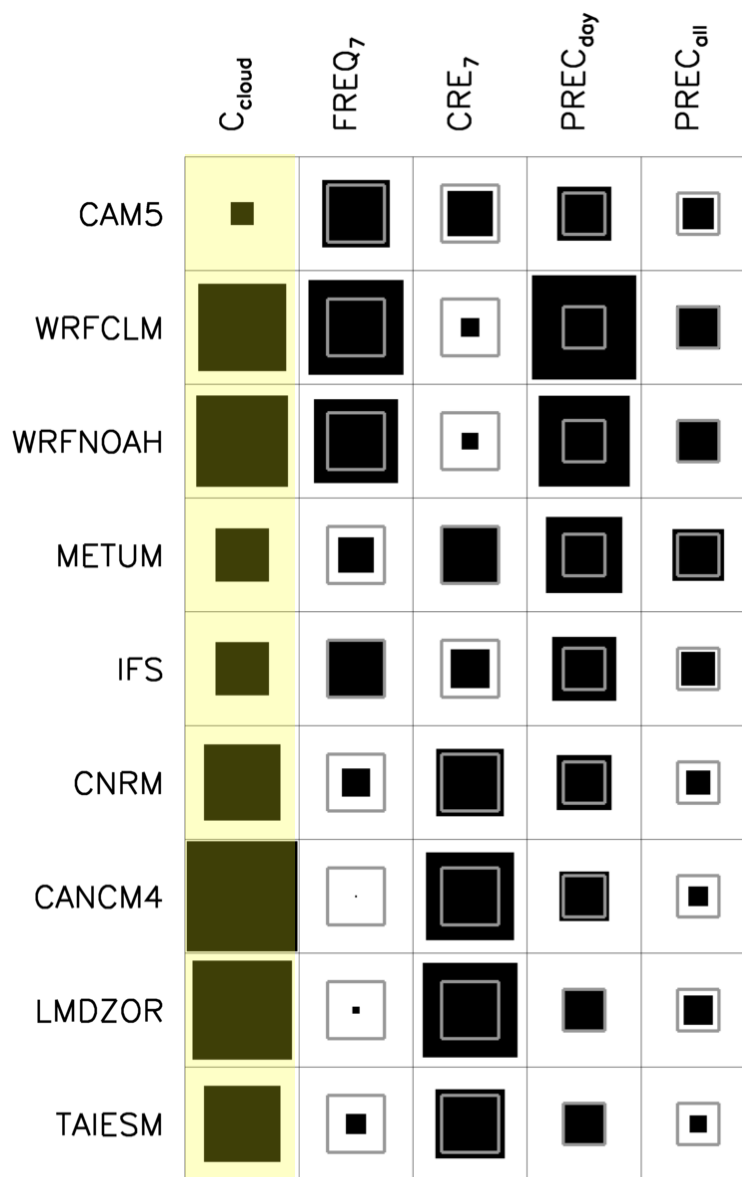 C_cloud FREQ_7 CRE_7 PREC_day PREC_all
CAM5
WRFCLM
WRFNOAH
METUM
IFS
CNRM
CANCM4
LMDZOR
TAIESM